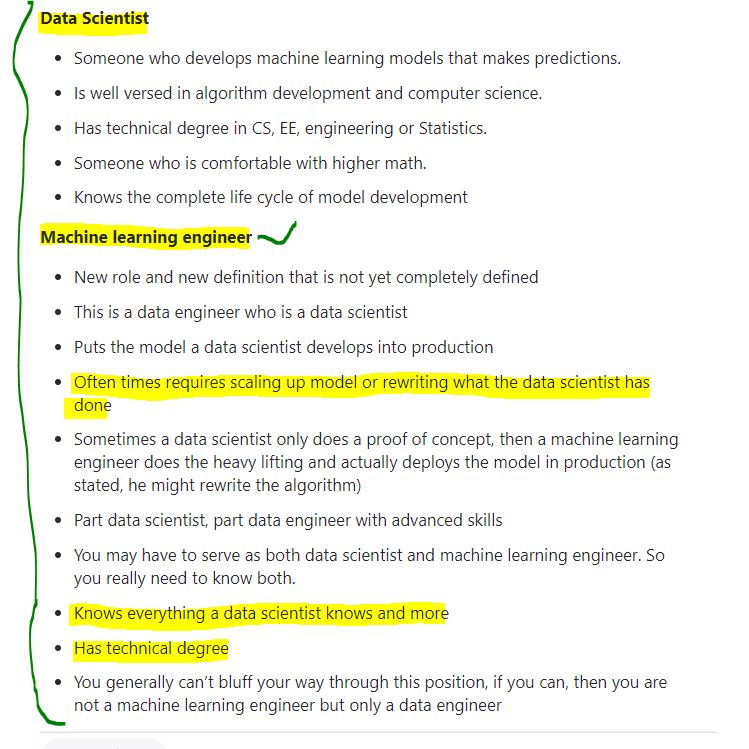 Data Scientist
Someone who develops machine learning models that makes predictions.
Is well versed in algorithm development and computer science.
Has technical degree in CS, EE, engineering or Statistics.
Someone who is comfortable with higher math.
Knows the complete life cycle of model development
Machine learning engineer
New role and new definition that is not yet completely defined
This is a data engineer who is a data scientist
Puts the model a data scientist develops into production
Often times requires scaling up model or rewriting what the data scientist has
done
Sometimes a data scientist only does a proof of concept, then a machine learning
engineer does the heavy lifting and actually deploys the model in production (as
stated, he might rewrite the algorithm)
Part data scientist, part data engineer with advanced skills
You may have to serve as both data scientist and machine learning engineer. So
you really need to know both.
Knows everything a data scientist knows and more
Has technical degree
You generally can’t bluff your way through this position, if you can, then you are
not a machine learning engineer but only a data engineer